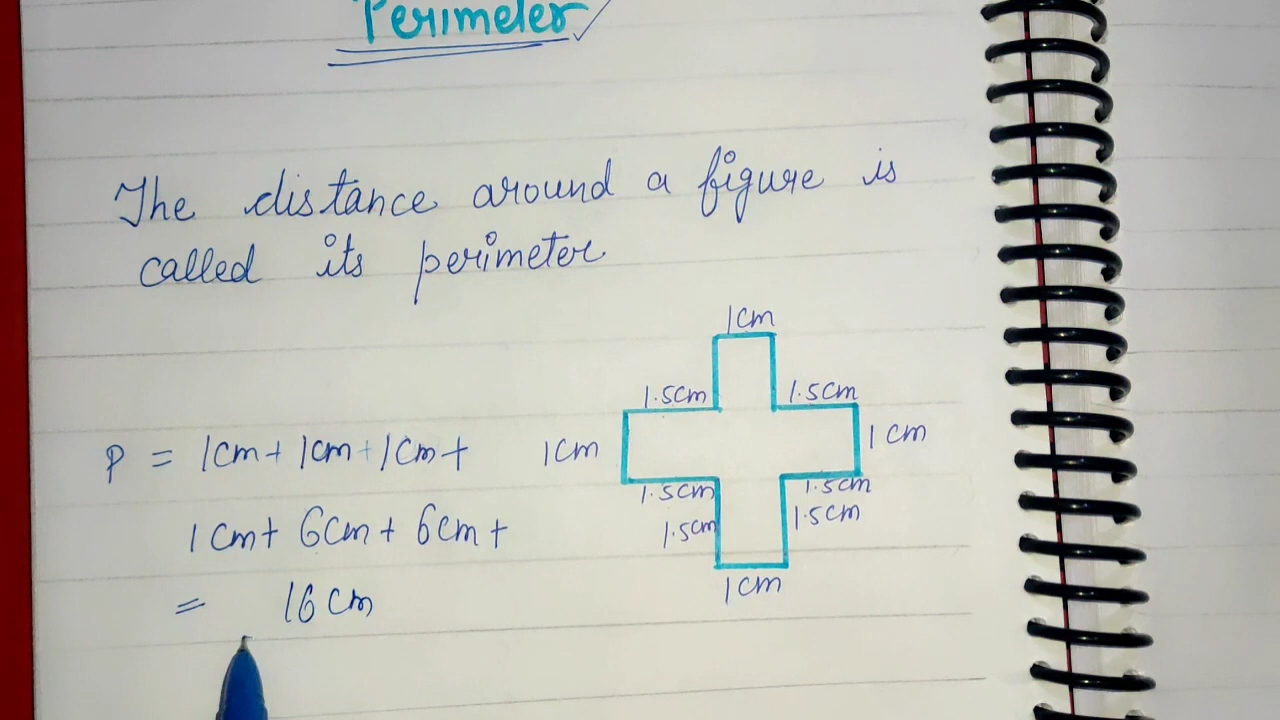 Perimeter
The distance around a figure is
called its perimeter
1cm
1.5cm 1.5cm
P = 1cm + 1cm + 1cm + 1cm 1cm
1.5cm 1.5cm
1cm + 6cm + 6cm + 1.5cm 1.5cm
= 16cm 1cm